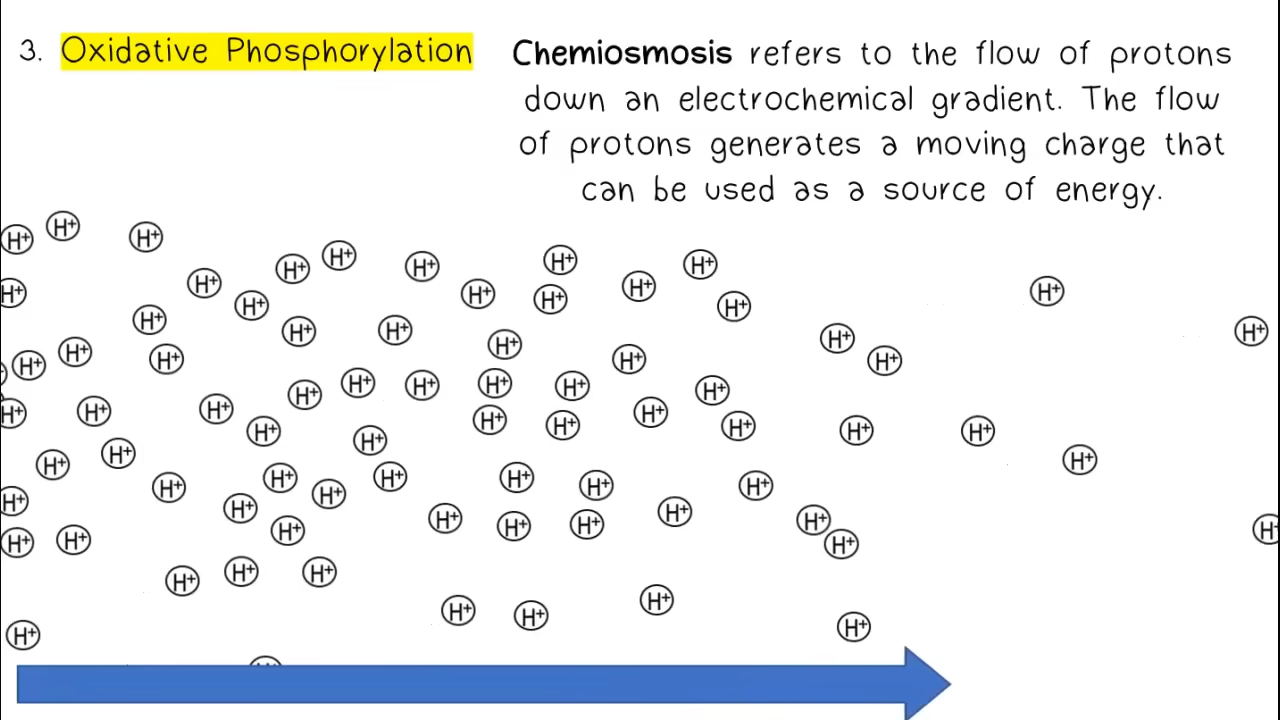 3. Oxidative Phosphorylation
Chemiosmosis refers to the flow of protons
down an electrochemical gradient. The flow
of protons generates a moving charge that
can be used as a source of energy.
H+ H+ H+
H+ H+ H+ H+ H+ H+
H+ H+ H+ H+ H+ H+ H+ H+
H+ H+ H+ H+ H+ H+ H+
H+ H+ H+ H+ H+ H+ H+
H+ H+ H+ H+ H+ H+ H+ H+
H+ H+ H+ H+ H+ H+ H+ H+ H+
H+ H+ H+ H+ H+ H+ H+
H+ H+ H+ H+ H+ H+ H+ H+
H+ H+ H+ H+ H+ H+ H+ H+
H+ H+ H+ H+ H+ H+
H+ H+ H+ H+ H+